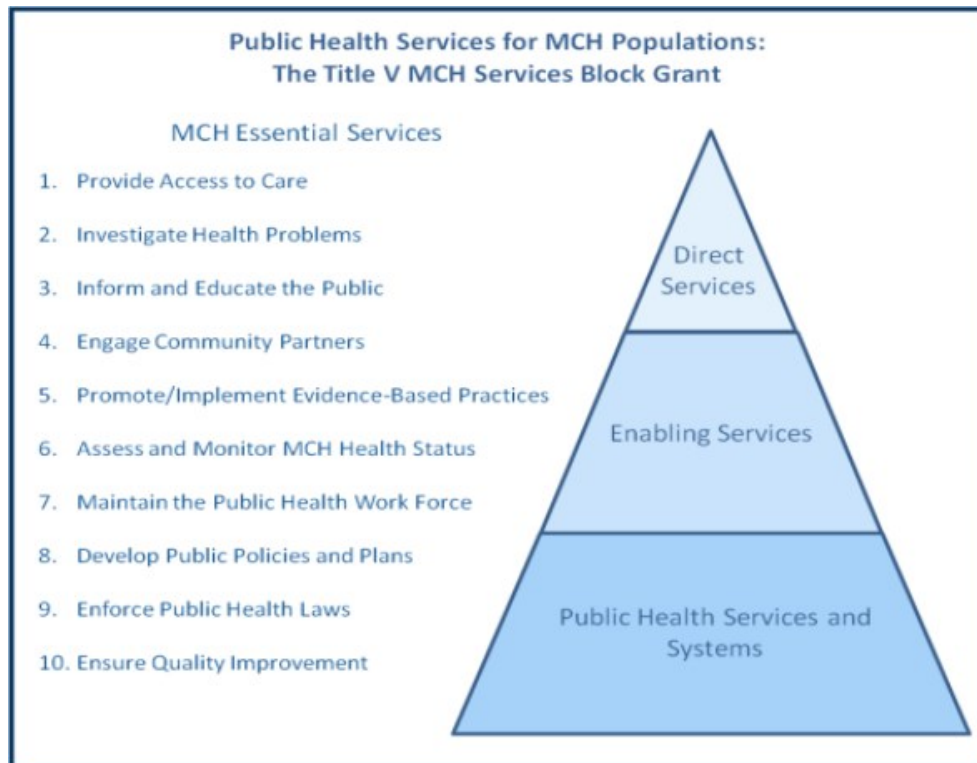 Public Health Services for MCH Populations:
The Title V MCH Services Block Grant
MCH Essential Services
1. Provide Access to Care
2. Investigate Health Problems
3. Inform and Educate the Public
4. Engage Community Partners
5. Promote/Implement Evidence-Based Practices
6. Assess and Monitor MCH Health Status
7. Maintain the Public Health Work Force
8. Develop Public Policies and Plans
9. Enforce Public Health Laws
10. Ensure Quality Improvement
Direct
Services
Enabling Services
Public Health Services and
Systems